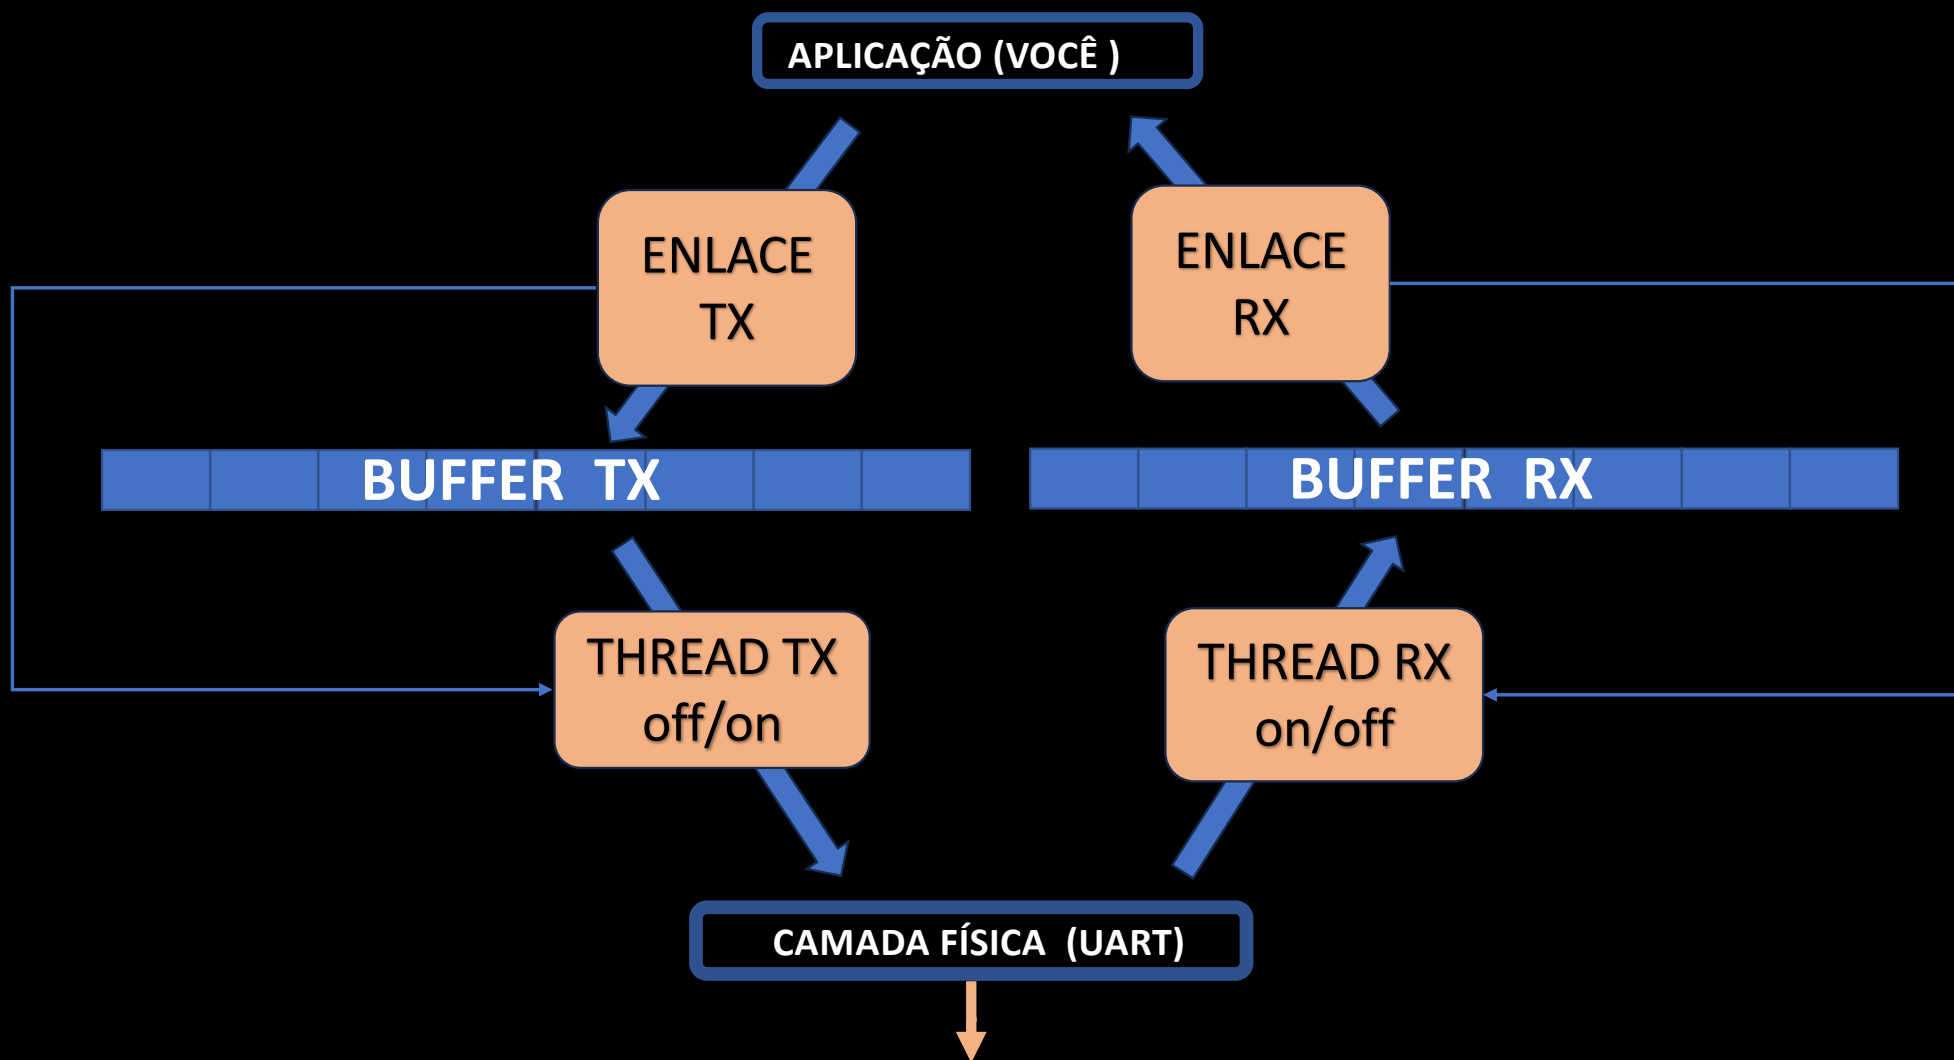 APLICAÇÃO (VOCÊ )
ENLACE
TX
ENLACE
RX
BUFFER  TX
BUFFER  RX
THREAD TX
off/on
THREAD RX
on/off
CAMADA FÍSICA  (UART)